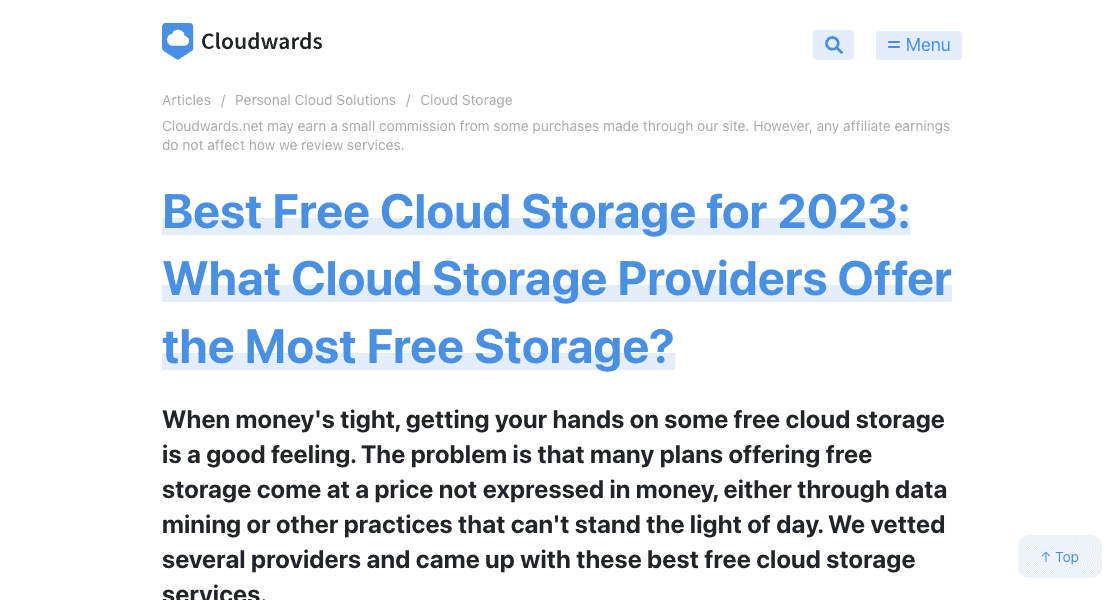 Cloudwards
Menu
Articles / Personal Cloud Solutions / Cloud Storage
Cloudwards.net may earn a small commission from some purchases made through our site. However, any affiliate earnings
do not affect how we review services.
Best Free Cloud Storage for 2023:
What Cloud Storage Providers Offer
the Most Free Storage?
When money's tight, getting your hands on some free cloud storage
is a good feeling. The problem is that many plans offering free
storage come at a price not expressed in money, either through data
mining or other practices that can't stand the light of day. We vetted
several providers and came up with these best free cloud storage
services.
↑ Top